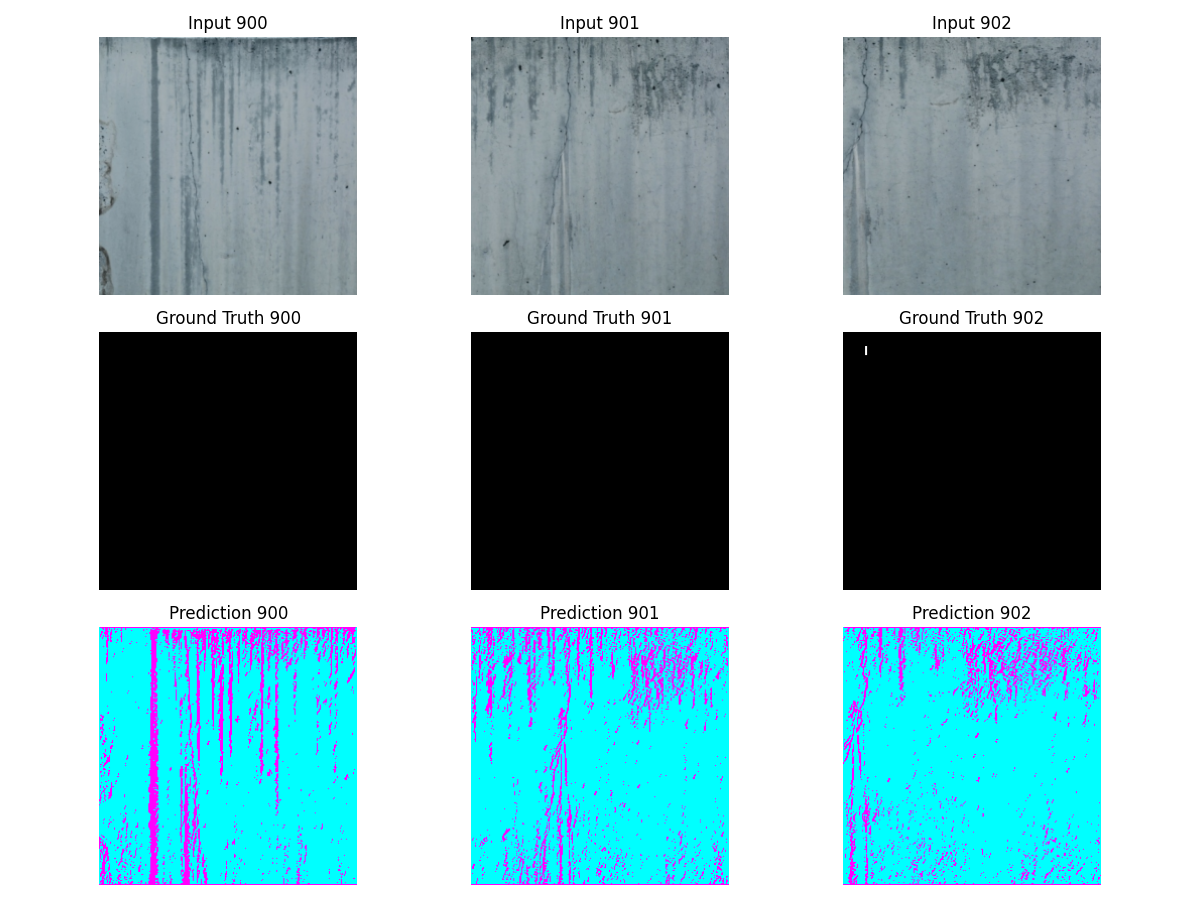 Input 900
Input 901
Input 902
Ground Truth 900
Ground Truth 901
Ground Truth 902
Prediction 900
Prediction 901
Prediction 902